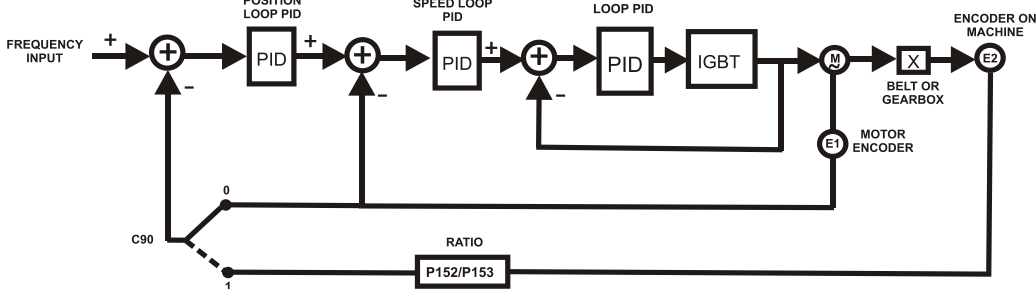 POSITION
LOOP PID
SPEED LOOP
PID
LOOP PID
ENCODER ON
MACHINE
FREQUENCY
INPUT
+
+
-
PID
+
+
-
PID
+
+
-
PID
IGBT
M
~
X
E2
BELT OR
GEARBOX
E1
MOTOR
ENCODER
0
C90
1
RATIO
P152/P153